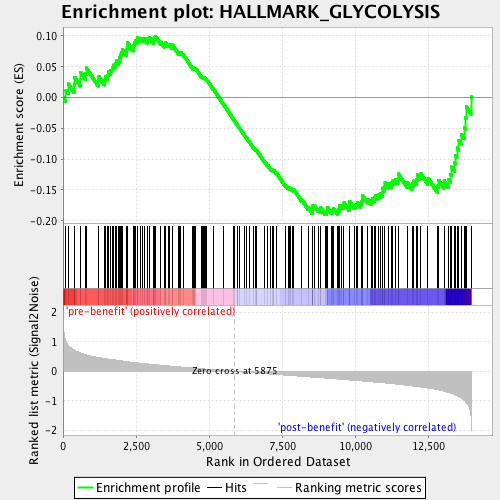 Enrichment plot: HALLMARK_GLYCOLYSIS
Enrichment score (ES)
0.10
0.05
0.00
-0.05
-0.10
-0.15
-0.20
'pre-benefit' (positively correlated)
Ranked list metric (Signal2Noise)
2
1
0
-1
-2
Zero cross at 5875
'post-benefit' (negatively correlated)
0
2,500
5,000
7,500
10,000
12,500
Rank in Ordered Dataset
Enrichment profile
Hits
Ranking metric scores